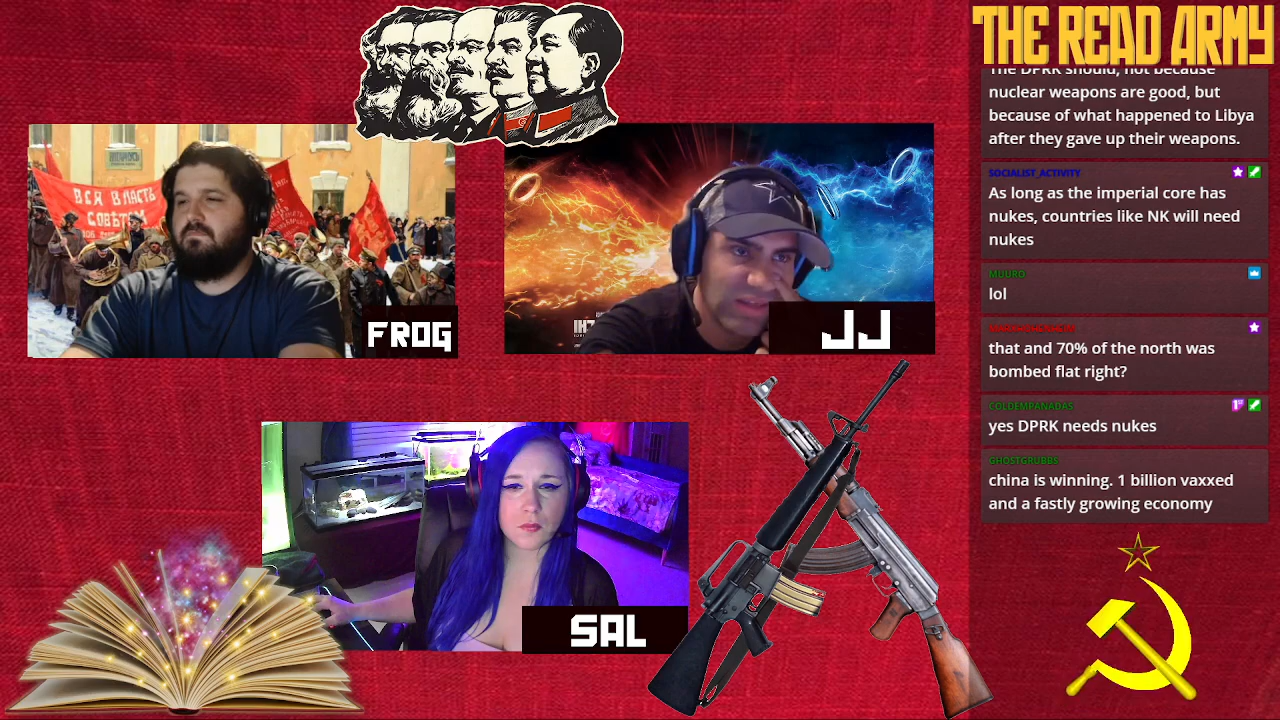 THE READ ARMY
The DPRK should, not because
nuclear weapons are good, but
because of what happened to Libya
after they gave up their weapons.
SOCIALIST_ACTIVITY
As long as the imperial core has
nukes, countries like NK will need
nukes
MUURO
lol
that and 70% of the north was
bombed flat right?
COLDEMPANADAS
yes DPRK needs nukes
GHOSTGRUBBS
china is winning. 1 billion vaxxed
and a fastly growing economy
ВСЯ ВЛАСТЬ
СОВѢТАМ
FROG
JJ
SAL